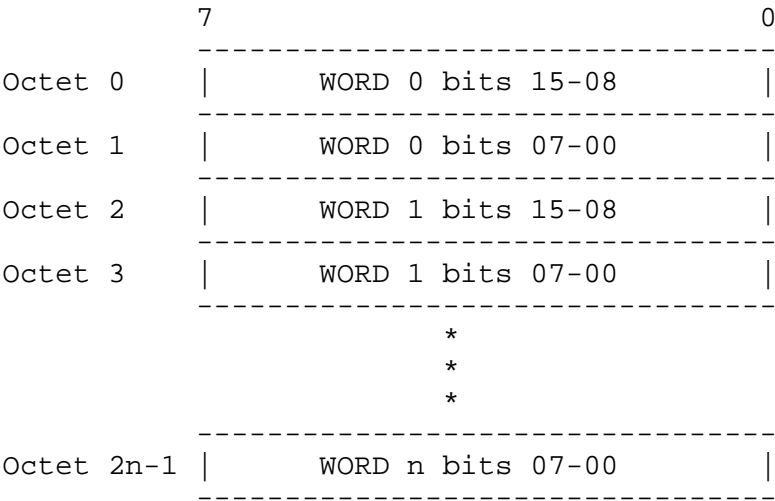 7 0
Octet 0 | WORD 0 bits 15-08 |
Octet 1 | WORD 0 bits 07-00 |
Octet 2 | WORD 1 bits 15-08 |
Octet 3 | WORD 1 bits 07-00 |
*
*
*
Octet 2n-1 | WORD n bits 07-00 |